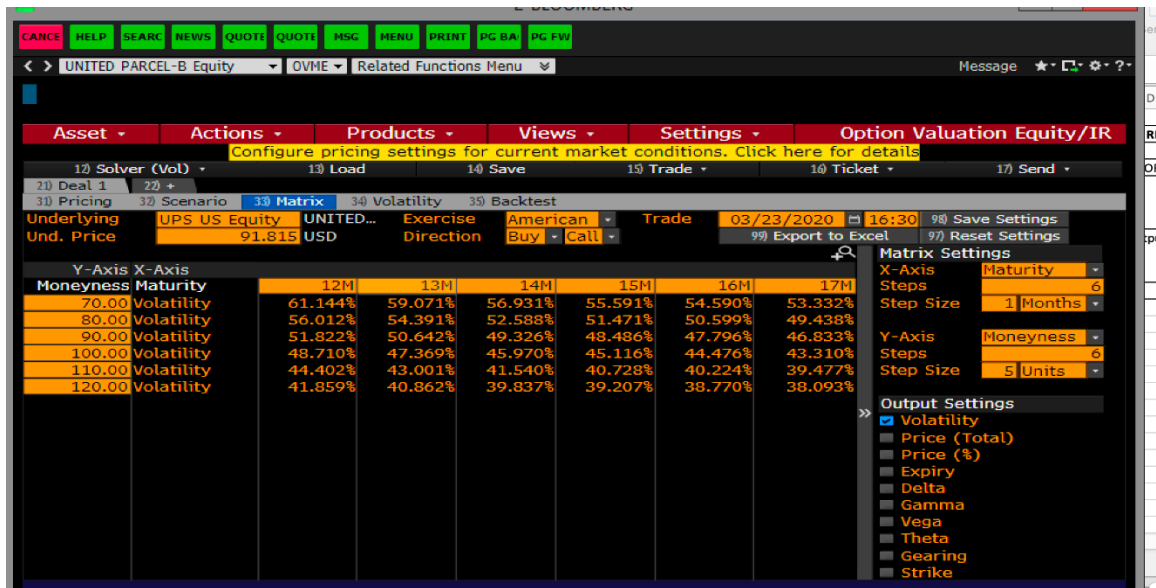 E-BLOOMBERG
CANCE HELP SEARC NEWS QUOTE QUOTE MSG MENU PRINT PG BA PG FW
< > UNITED PARCEL-B Equity OVME Related Functions Menu Message
Asset Actions Products Views Settings Option Valuation Equity/IR
Configure pricing settings for current market conditions. Click here for details
12) Solver (Vol) 13) Load 14) Save 15) Trade 16) Ticket 17) Send
21) Deal 1 22) +
31) Pricing 32) Scenario 33) Matrix 34) Volatility 35) Backtest
Underlying UPS US Equity UNITED... Exercise American Trade 03/23/2020 16:30 98) Save Settings
Und. Price 91.815 USD Direction Buy Call 99) Export to Excel 97) Reset Settings
Matrix Settings
Y-Axis X-Axis X-Axis Maturity
Moneyness Maturity 12M 13M 14M 15M 16M 17M Steps 6
70.00 Volatility 61.144% 59.071% 56.931% 55.591% 54.590% 53.332% Step Size 1 Months
80.00 Volatility 56.012% 54.391% 52.588% 51.471% 50.599% 49.438%
90.00 Volatility 51.822% 50.642% 49.326% 48.486% 47.796% 46.833% Y-Axis Moneyness
100.00 Volatility 48.710% 47.369% 45.970% 45.116% 44.476% 43.310% Steps 6
110.00 Volatility 44.402% 43.001% 41.540% 40.728% 40.224% 39.477% Step Size 5 Units
120.00 Volatility 41.859% 40.862% 39.837% 39.207% 38.770% 38.093%
Output Settings
Volatility
Price (Total)
Price (%)
Expiry
Delta
Gamma
Vega
Theta
Gearing
Strike